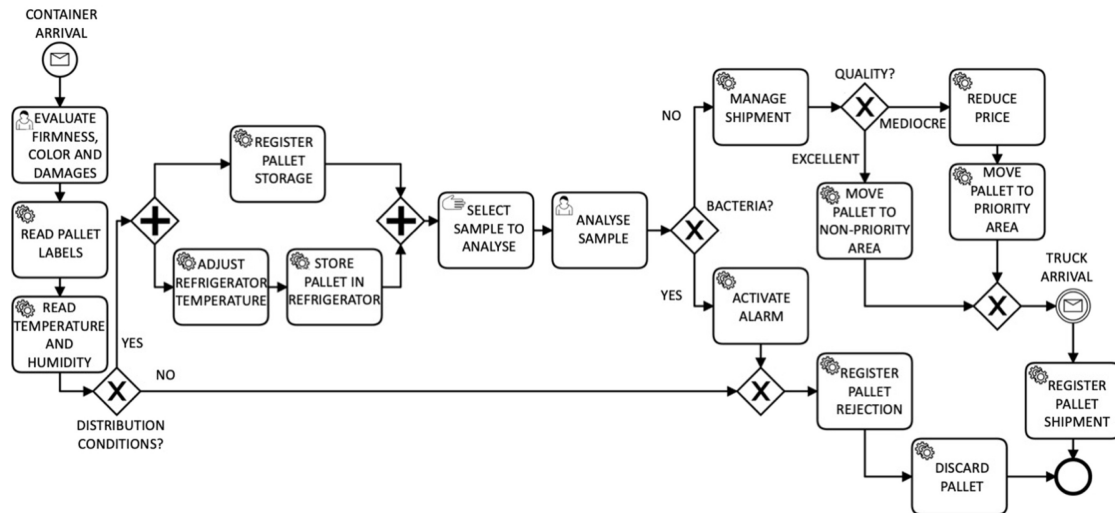 CONTAINER
ARRIVAL
EVALUATE
FIRMNESS,
COLOR AND
DAMAGES
READ PALLET
LABELS
READ
TEMPERATURE
AND
HUMIDITY
DISTRIBUTION
CONDITIONS?
YES
NO
REGISTER
PALLET
STORAGE
ADJUST
REFRIGERATOR
TEMPERATURE
STORE
PALLET IN
REFRIGERATOR
SELECT
SAMPLE TO
ANALYSE
ANALYSE
SAMPLE
BACTERIA?
NO
YES
MANAGE
SHIPMENT
QUALITY?
MEDIOCRE
EXCELLENT
REDUCE
PRICE
MOVE
PALLET TO
NON-PRIORITY
AREA
MOVE
PALLET TO
PRIORITY
AREA
TRUCK
ARRIVAL
ACTIVATE
ALARM
REGISTER
PALLET
REJECTION
REGISTER
PALLET
SHIPMENT
DISCARD
PALLET